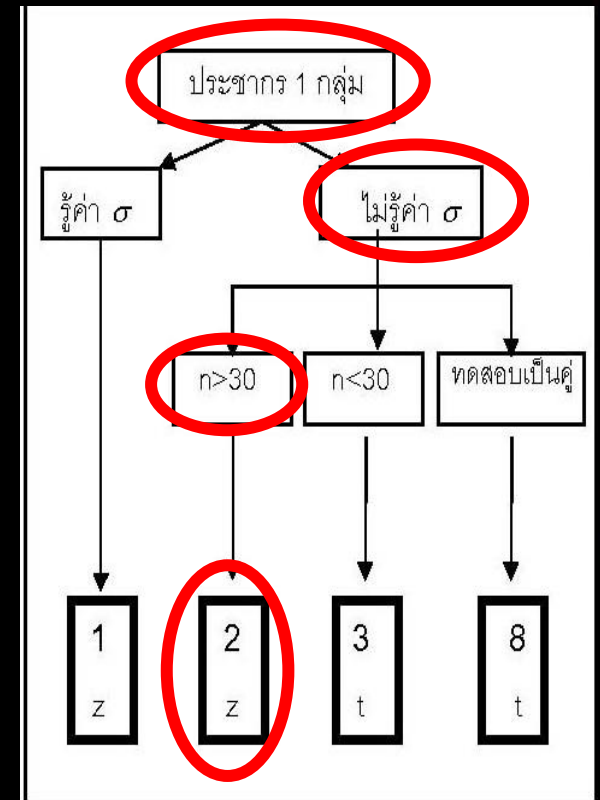 ประชากร 1 กลุ่ม
รู้ค่า σ
ไม่รู้ค่า σ
n>30
n<30
ทดสอบเป็นคู่
1
z
2
z
3
t
8
t